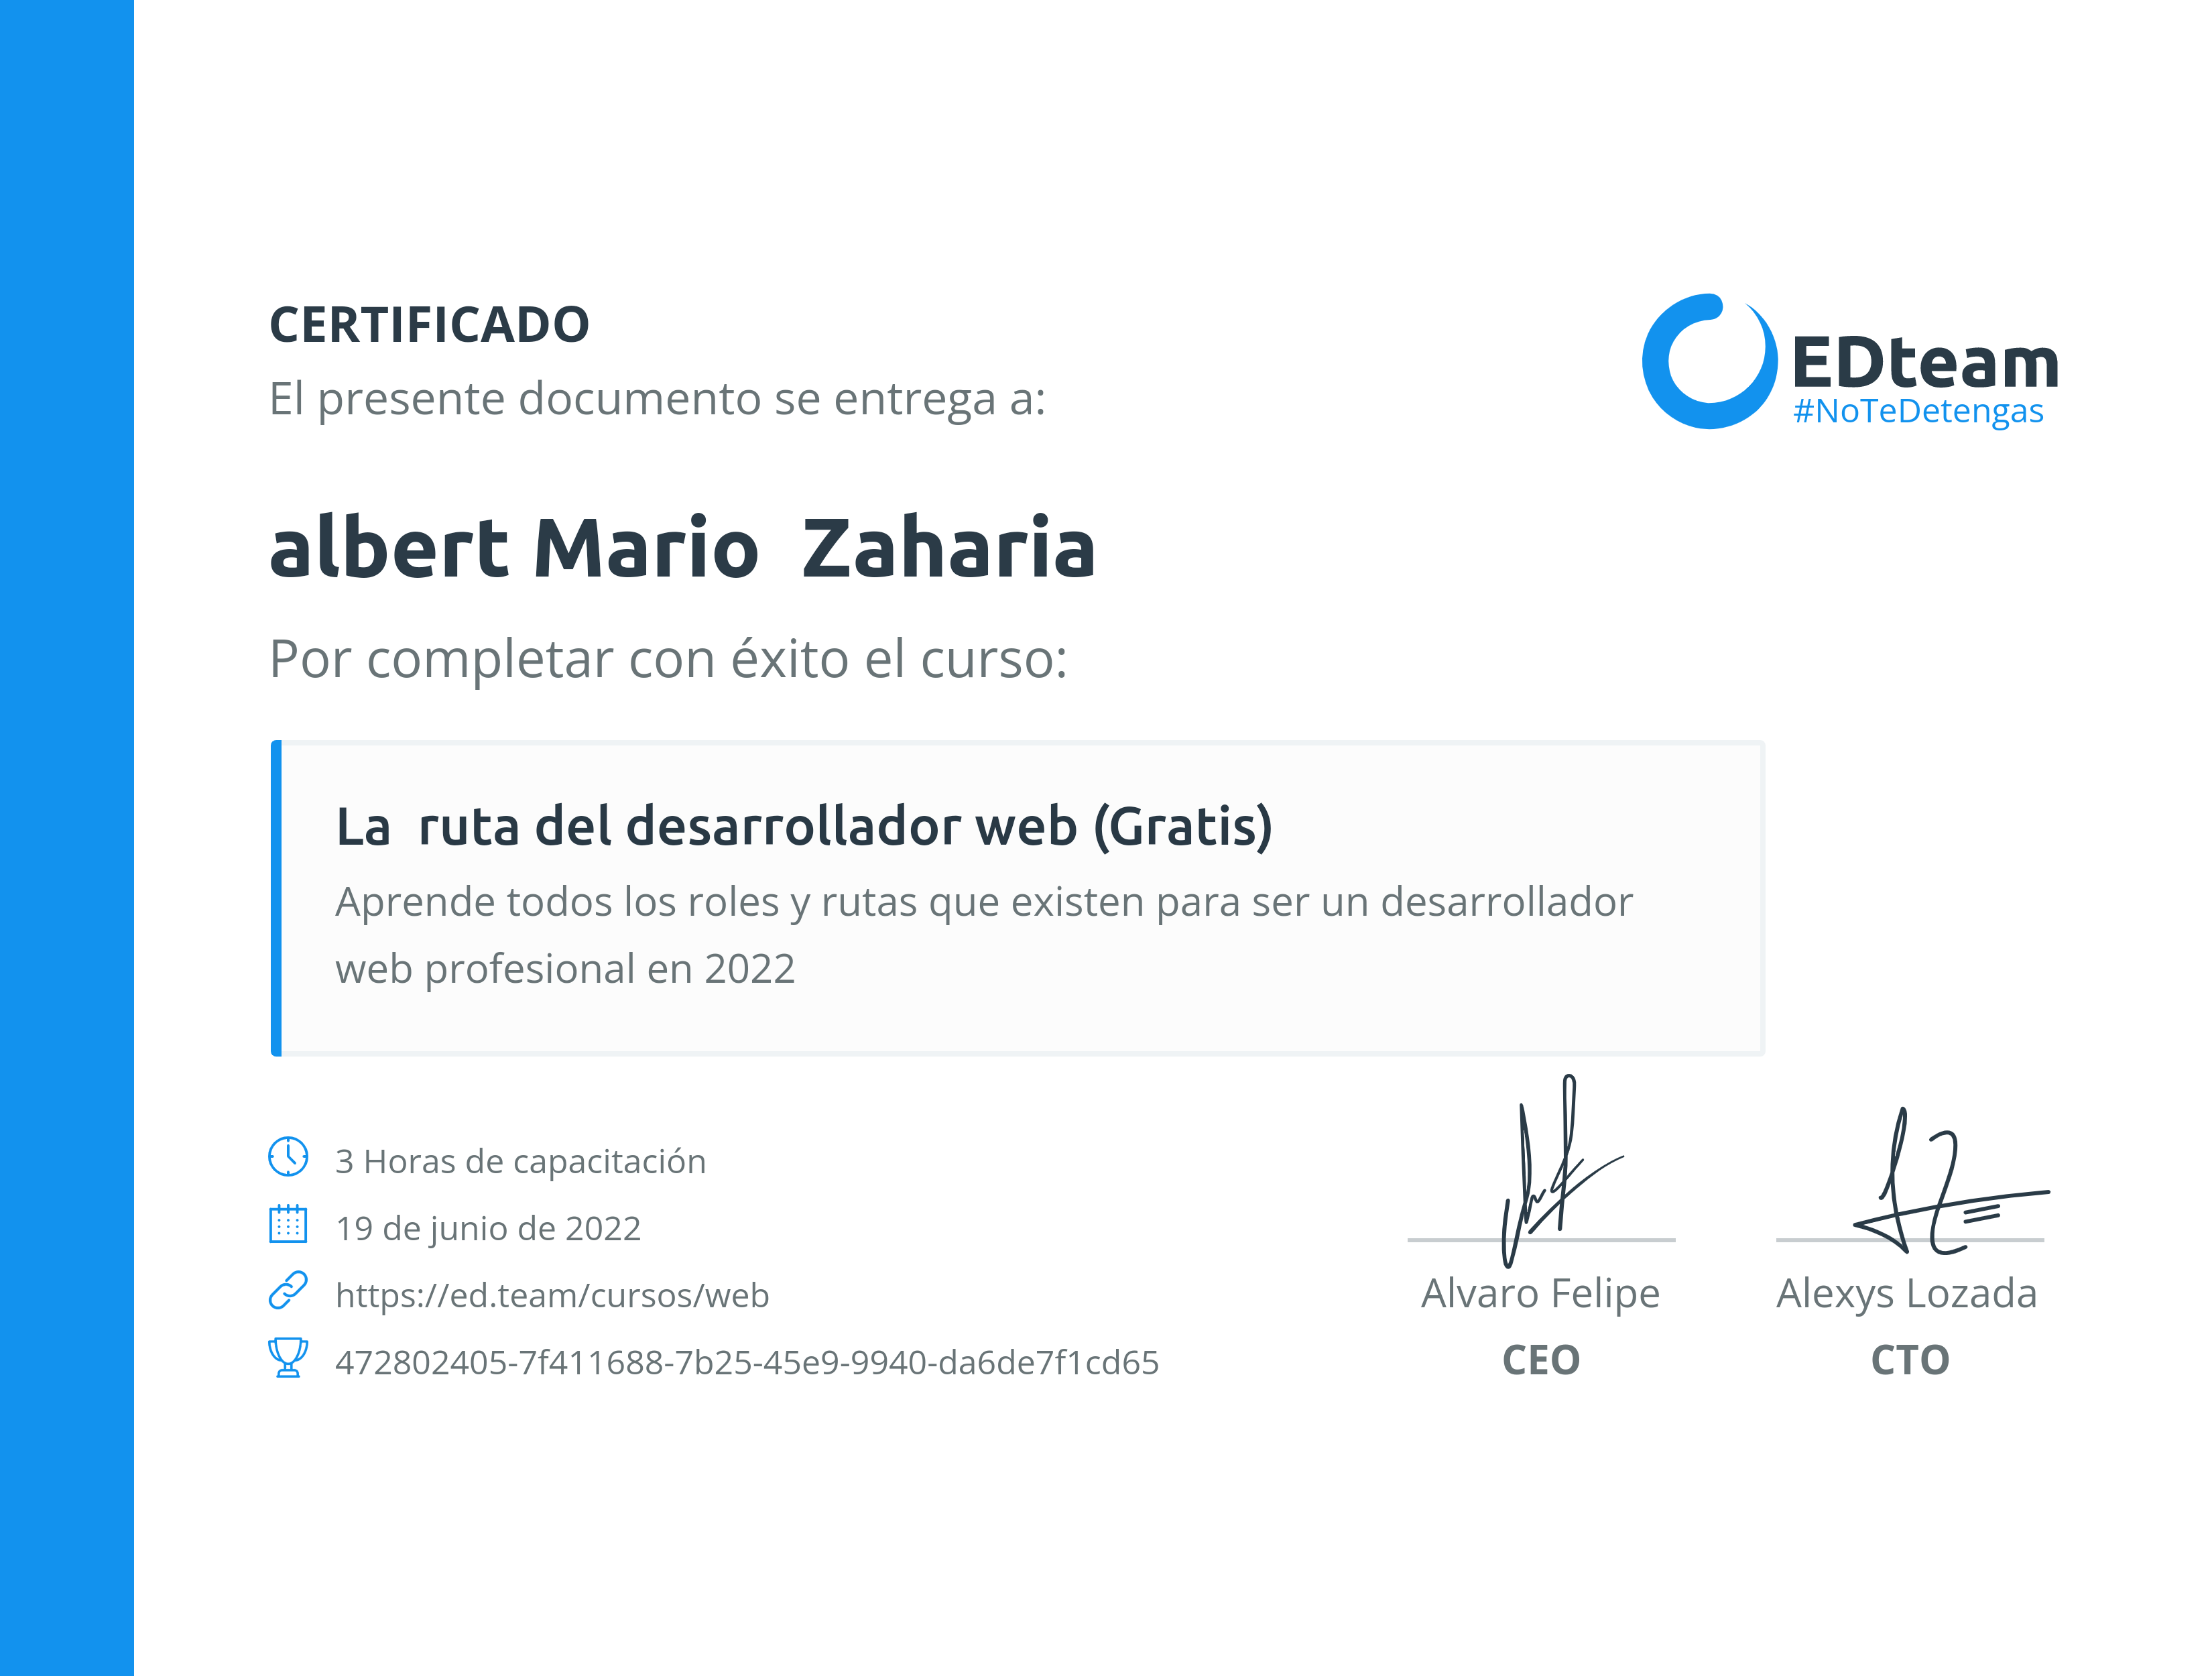 CERTIFICADO
El presente documento se entrega a:
EDteam
#NoTeDetengas
albert Mario  Zaharia
Por completar con éxito el curso:
La  ruta del desarrollador web (Gratis)
Aprende todos los roles y rutas que existen para ser un desarrollador
web profesional en 2022
3 Horas de capacitación
19 de junio de 2022
https://ed.team/cursos/web
472802405-7f411688-7b25-45e9-9940-da6de7f1cd65
Alvaro Felipe
CEO
Alexys Lozada
CTO